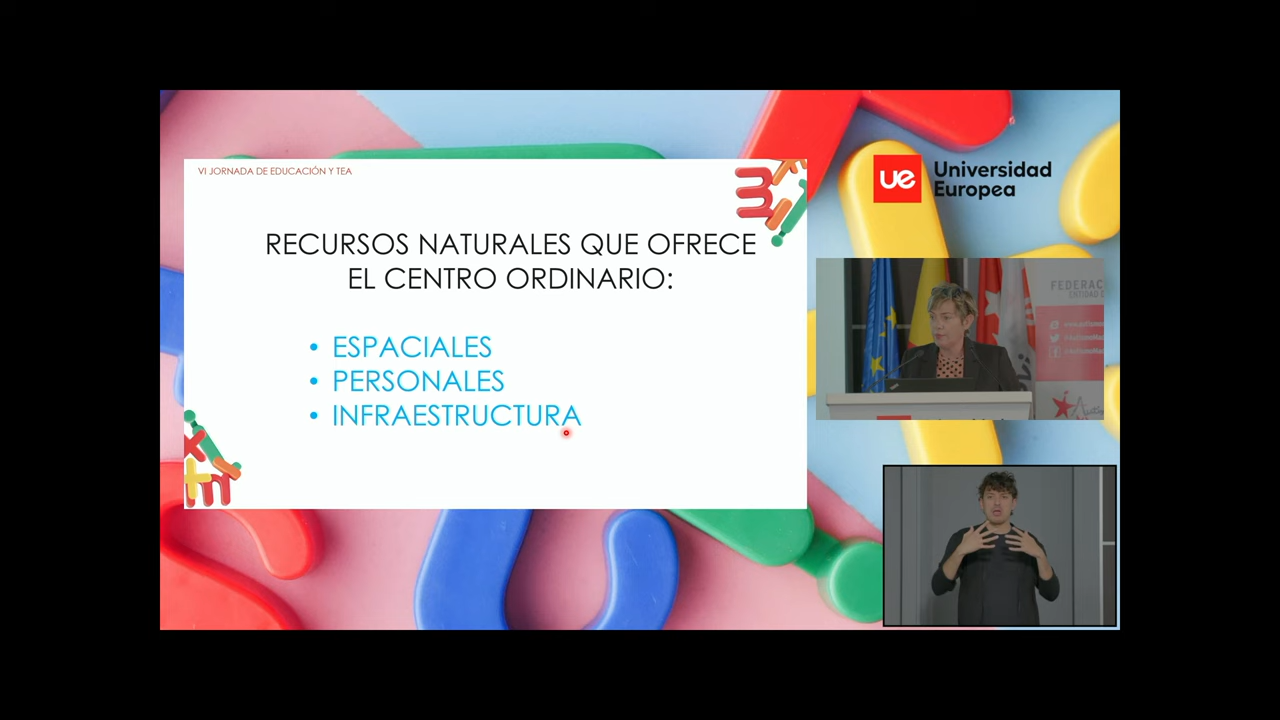 VI JORNADA DE EDUCACIÓN Y TEA
RECURSOS NATURALES QUE OFRECE
EL CENTRO ORDINARIO:
• ESPACIALES
• PERSONALES
• INFRAESTRUCTURA
ue Universidad
Europea
FEDERAC
ENTIDAD D